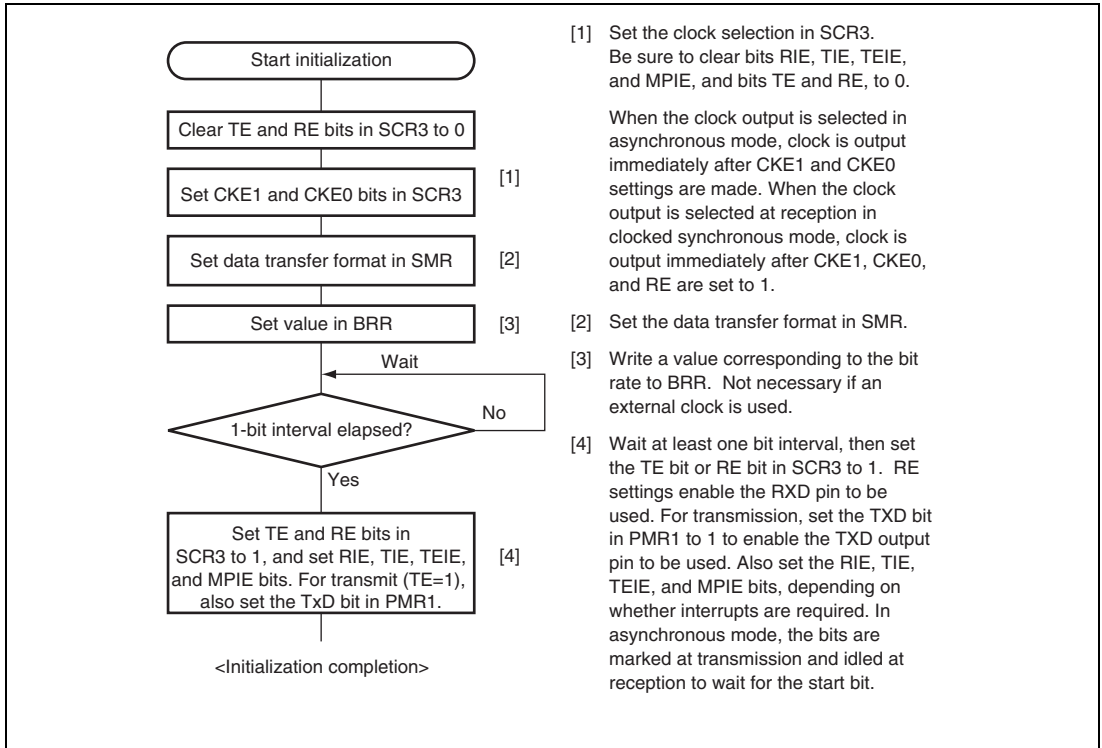 Start initialization
Clear TE and RE bits in SCR3 to 0
Set CKE1 and CKE0 bits in SCR3
[1]
Set data transfer format in SMR
[2]
Set value in BRR
[3]
Wait
1-bit interval elapsed?
No
Yes
Set TE and RE bits in
SCR3 to 1, and set RIE, TIE, TEIE,
and MPIE bits. For transmit (TE=1),
also set the TxD bit in PMR1.
[4]
<Initialization completion>
[1] Set the clock selection in SCR3.
Be sure to clear bits RIE, TIE, TEIE,
and MPIE, and bits TE and RE, to 0.
When the clock output is selected in
asynchronous mode, clock is output
immediately after CKE1 and CKE0
settings are made. When the clock
output is selected at reception in
clocked synchronous mode, clock is
output immediately after CKE1, CKE0,
and RE are set to 1.
[2] Set the data transfer format in SMR.
[3] Write a value corresponding to the bit
rate to BRR. Not necessary if an
external clock is used.
[4] Wait at least one bit interval, then set
the TE bit or RE bit in SCR3 to 1. RE
settings enable the RXD pin to be
used. For transmission, set the TXD bit
in PMR1 to 1 to enable the TXD output
pin to be used. Also set the RIE, TIE,
TEIE, and MPIE bits, depending on
whether interrupts are required. In
asynchronous mode, the bits are
marked at transmission and idled at
reception to wait for the start bit.